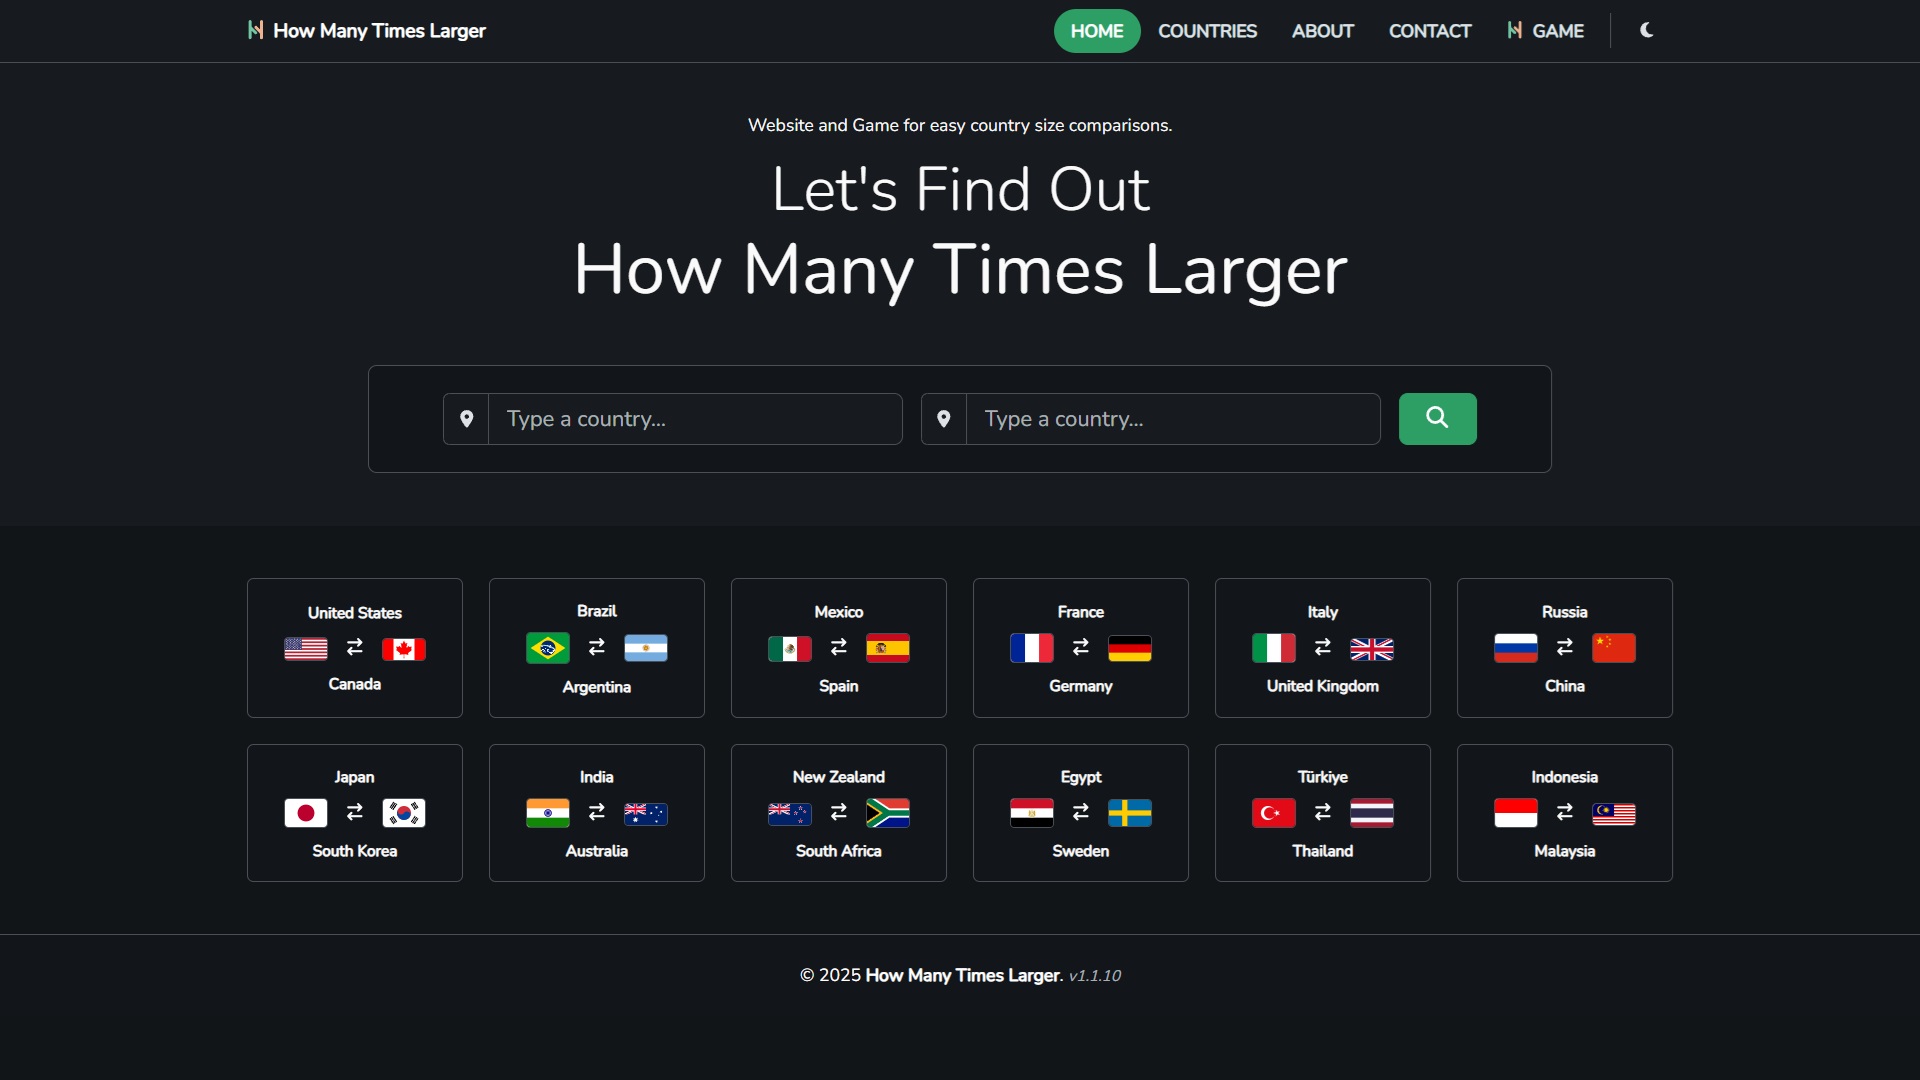 How Many Times Larger
HOME
COUNTRIES
ABOUT
CONTACT
GAME
Website and Game for easy country size comparisons.
Let's Find Out
How Many Times Larger
Type a country...
Type a country...
United States
Canada
Brazil
Argentina
Mexico
Spain
France
Germany
Italy
United Kingdom
Russia
China
Japan
South Korea
India
Australia
New Zealand
South Africa
Egypt
Sweden
Türkiye
Thailand
Indonesia
Malaysia
© 2025 How Many Times Larger. v1.1.10